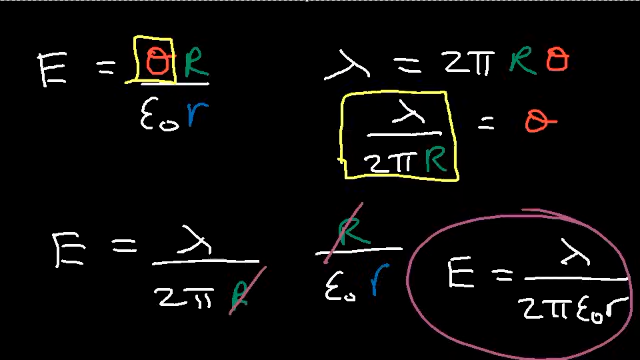 E = σR/ε₀r
λ = 2πRσ
λ/2πR = σ
E = λ/2πR R/ε₀r
E = λ/2πε₀r